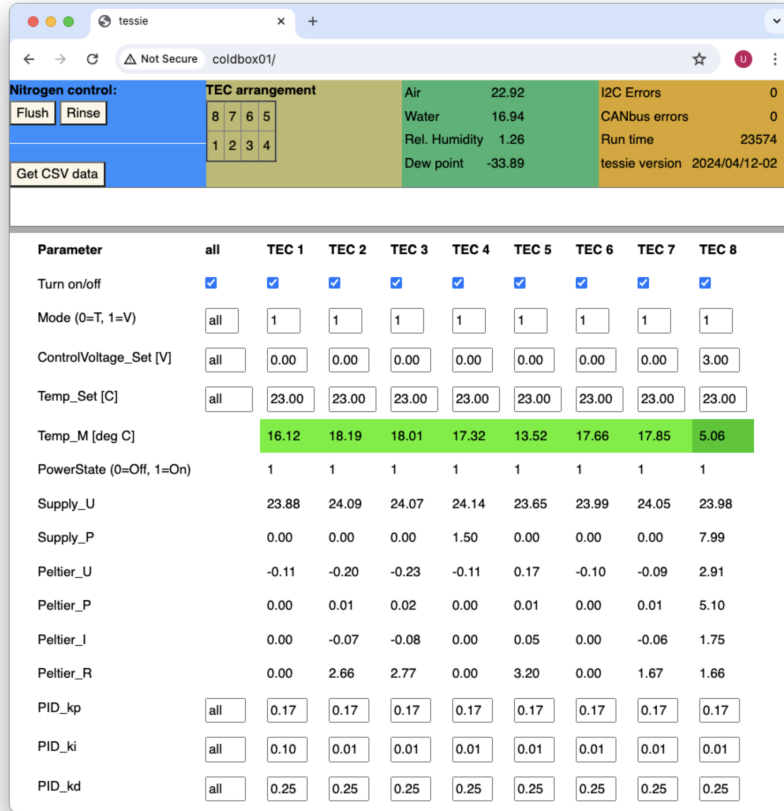 tessie
Not Secure coldbox01/
U
Nitrogen control:
Flush Rinse
Get CSV data
TEC arrangement
8 7 6 5
1 2 3 4
Air 22.92
Water 16.94
Rel. Humidity 1.26
Dew point -33.89
I2C Errors 0
CANbus errors 0
Run time 23574
tessie version 2024/04/12-02
Parameter all TEC 1 TEC 2 TEC 3 TEC 4 TEC 5 TEC 6 TEC 7 TEC 8
Turn on/off
Mode (0=T, 1=V) all 1 1 1 1 1 1 1 1
ControlVoltage_Set [V] all 0.00 0.00 0.00 0.00 0.00 0.00 0.00 3.00
Temp_Set [C] all 23.00 23.00 23.00 23.00 23.00 23.00 23.00 23.00
Temp_M [deg C] 16.12 18.19 18.01 17.32 13.52 17.66 17.85 5.06
PowerState (0=Off, 1=On) 1 1 1 1 1 1 1 1
Supply_U 23.88 24.09 24.07 24.14 23.65 23.99 24.05 23.98
Supply_P 0.00 0.00 0.00 1.50 0.00 0.00 0.00 7.99
Peltier_U -0.11 -0.20 -0.23 -0.11 0.17 -0.10 -0.09 2.91
Peltier_P 0.00 0.01 0.02 0.00 0.01 0.00 0.01 5.10
Peltier_I 0.00 -0.07 -0.08 0.00 0.05 0.00 -0.06 1.75
Peltier_R 0.00 2.66 2.77 0.00 3.20 0.00 1.67 1.66
PID_kp all 0.17 0.17 0.17 0.17 0.17 0.17 0.17 0.17
PID_ki all 0.10 0.01 0.01 0.01 0.01 0.01 0.01 0.01
PID_kd all 0.25 0.25 0.25 0.25 0.25 0.25 0.25 0.25